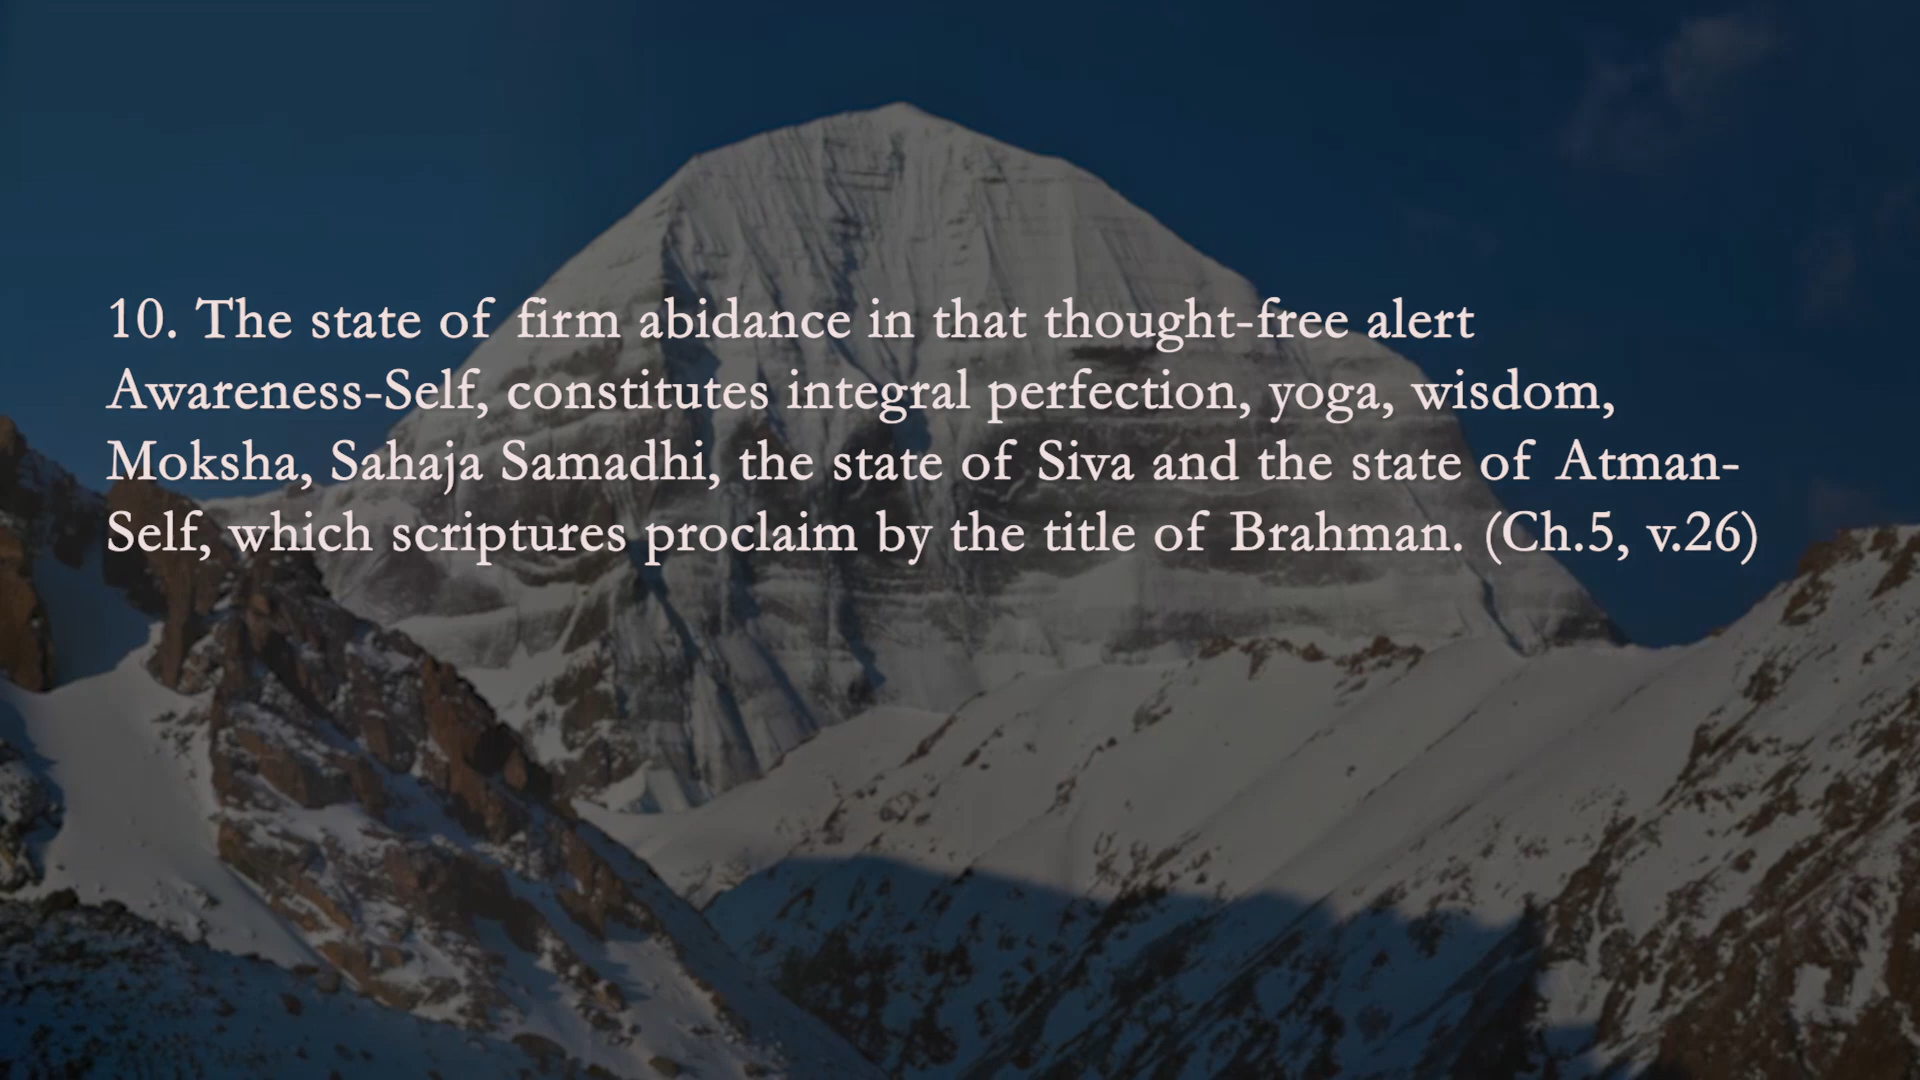 10. The state of firm abidance in that thought-free alert
Awareness-Self, constitutes integral perfection, yoga, wisdom,
Moksha, Sahaja Samadhi, the state of Siva and the state of Atman-
Self, which scriptures proclaim by the title of Brahman. (Ch.5, v.26)